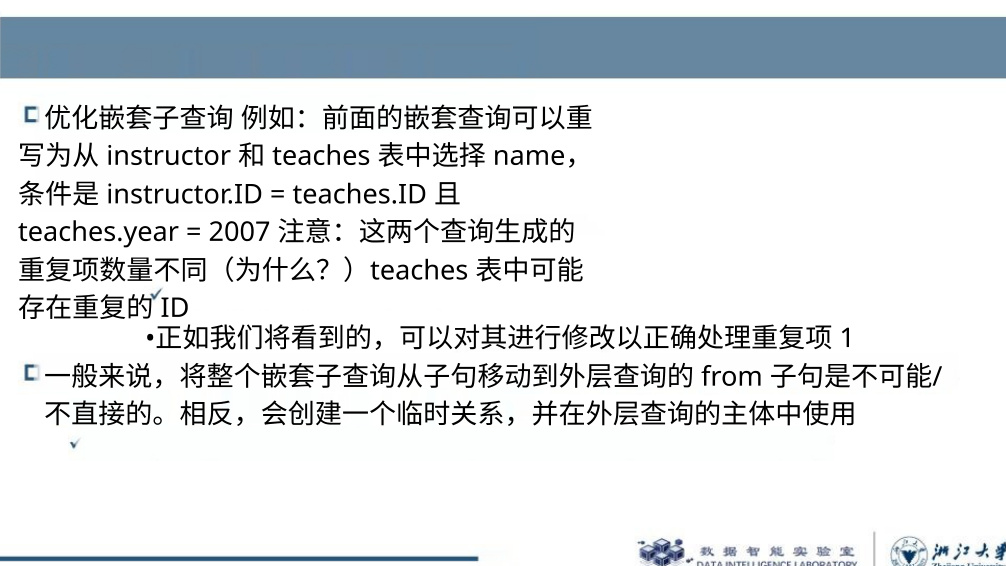 优化嵌套子查询 例如：前面的嵌套查询可以重
写为从 instructor 和 teaches 表中选择 name，
条件是 instructor.ID = teaches.ID 且
teaches.year = 2007 注意：这两个查询生成的
重复项数量不同（为什么？）teaches 表中可能
存在重复的 ID
•正如我们将看到的，可以对其进行修改以正确处理重复项 1
一般来说，将整个嵌套子查询从子句移动到外层查询的 from 子句是不可能/
不直接的。相反，会创建一个临时关系，并在外层查询的主体中使用
数据智能实验室
DATA INTELLIGENCE LABORATORY
浙江大学
Zhejiang University